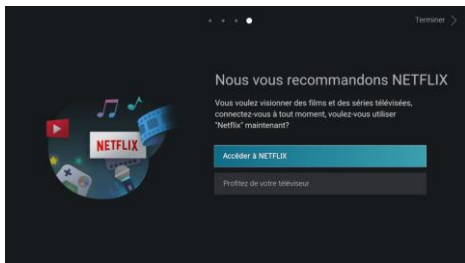 Terminer
Nous vous recommandons NETFLIX
Vous voulez visionner des films et des séries télévisées,
connectez-vous à tout moment, voulez-vous utiliser
"Netflix" maintenant?
NETFLIX
Accéder à NETFLIX
Profitez de votre téléviseur